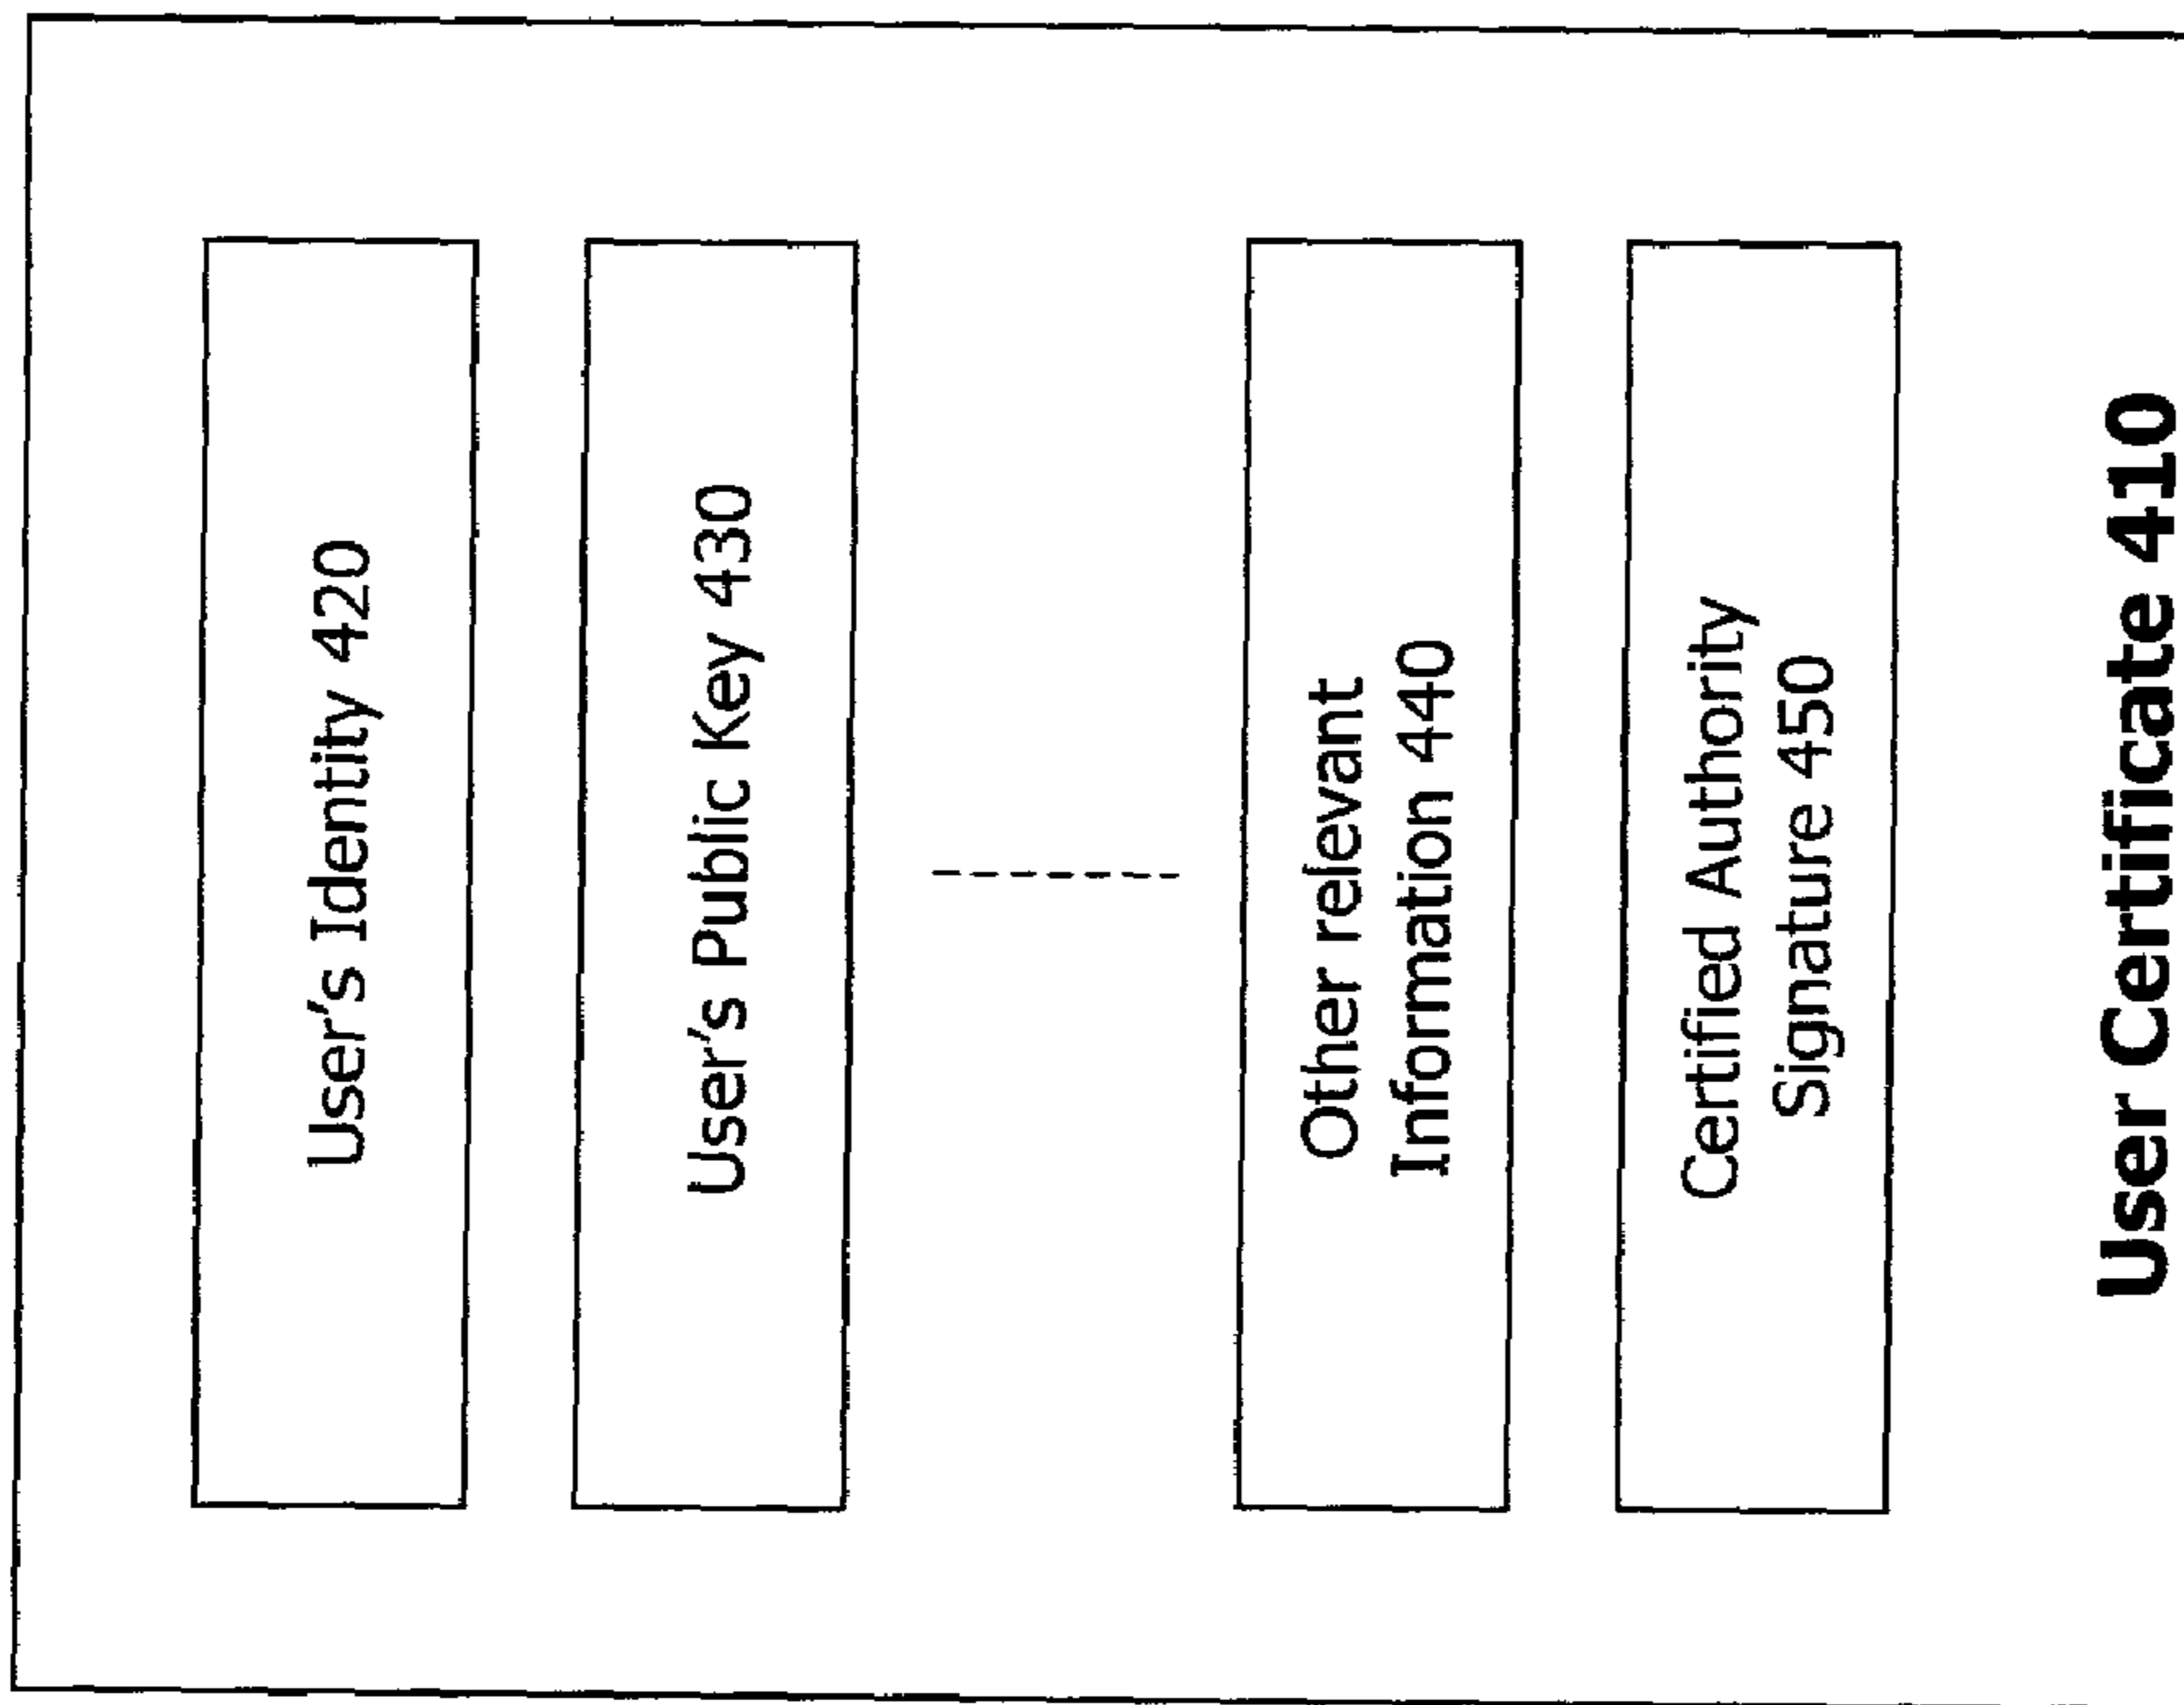 User's Identity 420
User's Public Key 430
Other relevant
Information 440
Certified Authority
Signature 450
User Certificate 410